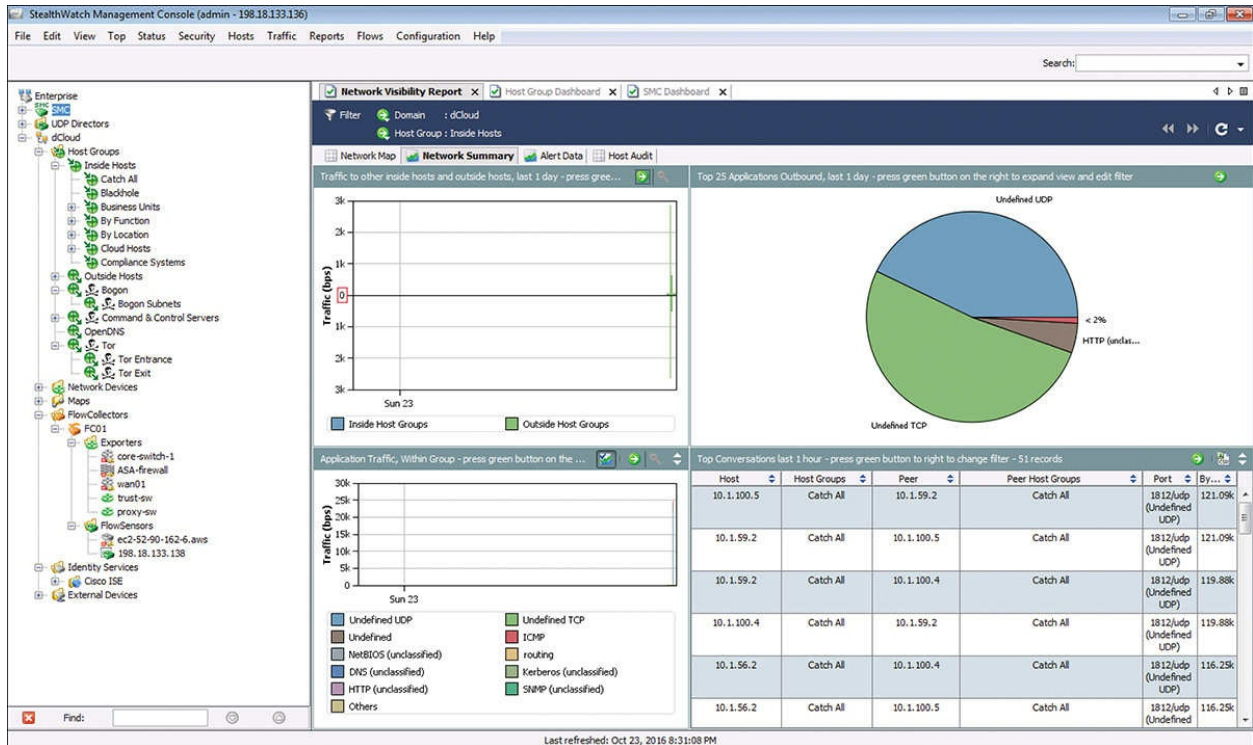 StealthWatch Management Console (admin - 198.18.133.136)
File Edit View Top Status Security Hosts Traffic Reports Flows Configuration Help
Search:
Enterprise
SMC
UDP Directors
dCloud
Host Groups
Inside Hosts
Catch All
Blackhole
Business Units
By Function
By Location
Cloud Hosts
Compliance Systems
Outside Hosts
Bogon
Bogon Subnets
Command & Control Servers
OpenDNS
Tor
Tor Entrance
Tor Exit
Network Devices
Maps
FlowCollectors
FC01
Exporters
core-switch-1
ASA-firewall
wan01
trust-sw
proxy-sw
FlowSensors
ec2-52-90-162-6.aws
198.18.133.138
Identity Services
Cisco ISE
External Devices
Find:
Network Visibility Report Host Group Dashboard SMC Dashboard
Filter Domain : dCloud
Host Group : Inside Hosts
Network Map Network Summary Alert Data Host Audit
Traffic to other inside hosts and outside hosts, last 1 day - press gree...
Traffic (bps)
3k
2k
1k
0
1k
2k
3k
Sun 23
Inside Host Groups Outside Host Groups
Top 25 Applications Outbound, last 1 day - press green button on the right to expand view and edit filter
Undefined UDP
< 2%
HTTP (unclas...
Undefined TCP
Application Traffic, Within Group - press green button on the ...
Traffic (bps)
30k
25k
20k
15k
10k
5k
0
Sun 23
Undefined UDP Undefined TCP
Undefined ICMP
NetBIOS (unclassified) routing
DNS (unclassified) Kerberos (unclassified)
HTTP (unclassified) SNMP (unclassified)
Others
Top Conversations last 1 hour - press green button to right to change filter - 51 records
Host Host Groups Peer Peer Host Groups Port By...
10.1.100.5 Catch All 10.1.59.2 Catch All 1812/udp 121.09k
(Undefined
UDP)
10.1.59.2 Catch All 10.1.100.5 Catch All 1812/udp 121.09k
(Undefined
UDP)
10.1.59.2 Catch All 10.1.100.4 Catch All 1812/udp 119.88k
(Undefined
UDP)
10.1.100.4 Catch All 10.1.59.2 Catch All 1812/udp 119.88k
(Undefined
UDP)
10.1.56.2 Catch All 10.1.100.4 Catch All 1812/udp 116.25k
(Undefined
UDP)
10.1.56.2 Catch All 10.1.100.5 Catch All 1812/udp 116.25k
(Undefined
Last refreshed: Oct 23, 2016 8:31:08 PM